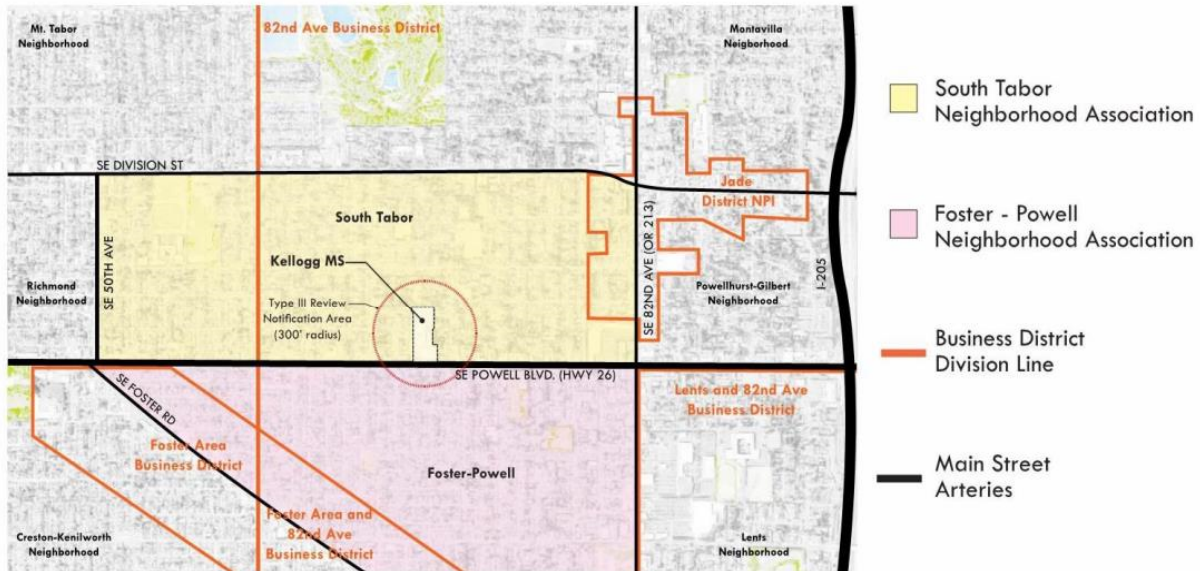 Mt. Tabor
Neighborhood
82nd Ave Business District
Montavilla
Neigborhood
SE DIVISION ST
South Tabor
Jade
District NPI
SE 50TH AVE
Kellogg MS
SE 82ND AVE (OR 213)
I-205
Richmond
Neighborhood
Type III Review
Notification Area
(300' radius)
Powellhurst-Gilbert
Neighborhood
SE POWELL BLVD. (HWY 26)
SE FOSTER RD
Lents and 82nd Ave
Business District
Foster Area
Business District
Foster-Powell
Foster Area and
82nd Ave
Business District
Creston-Kenilworth
Neighborhood
Lents
Neighborhood
South Tabor
Neighborhood Association
Foster - Powell
Neighborhood Association
Business District
Division Line
Main Street
Arteries